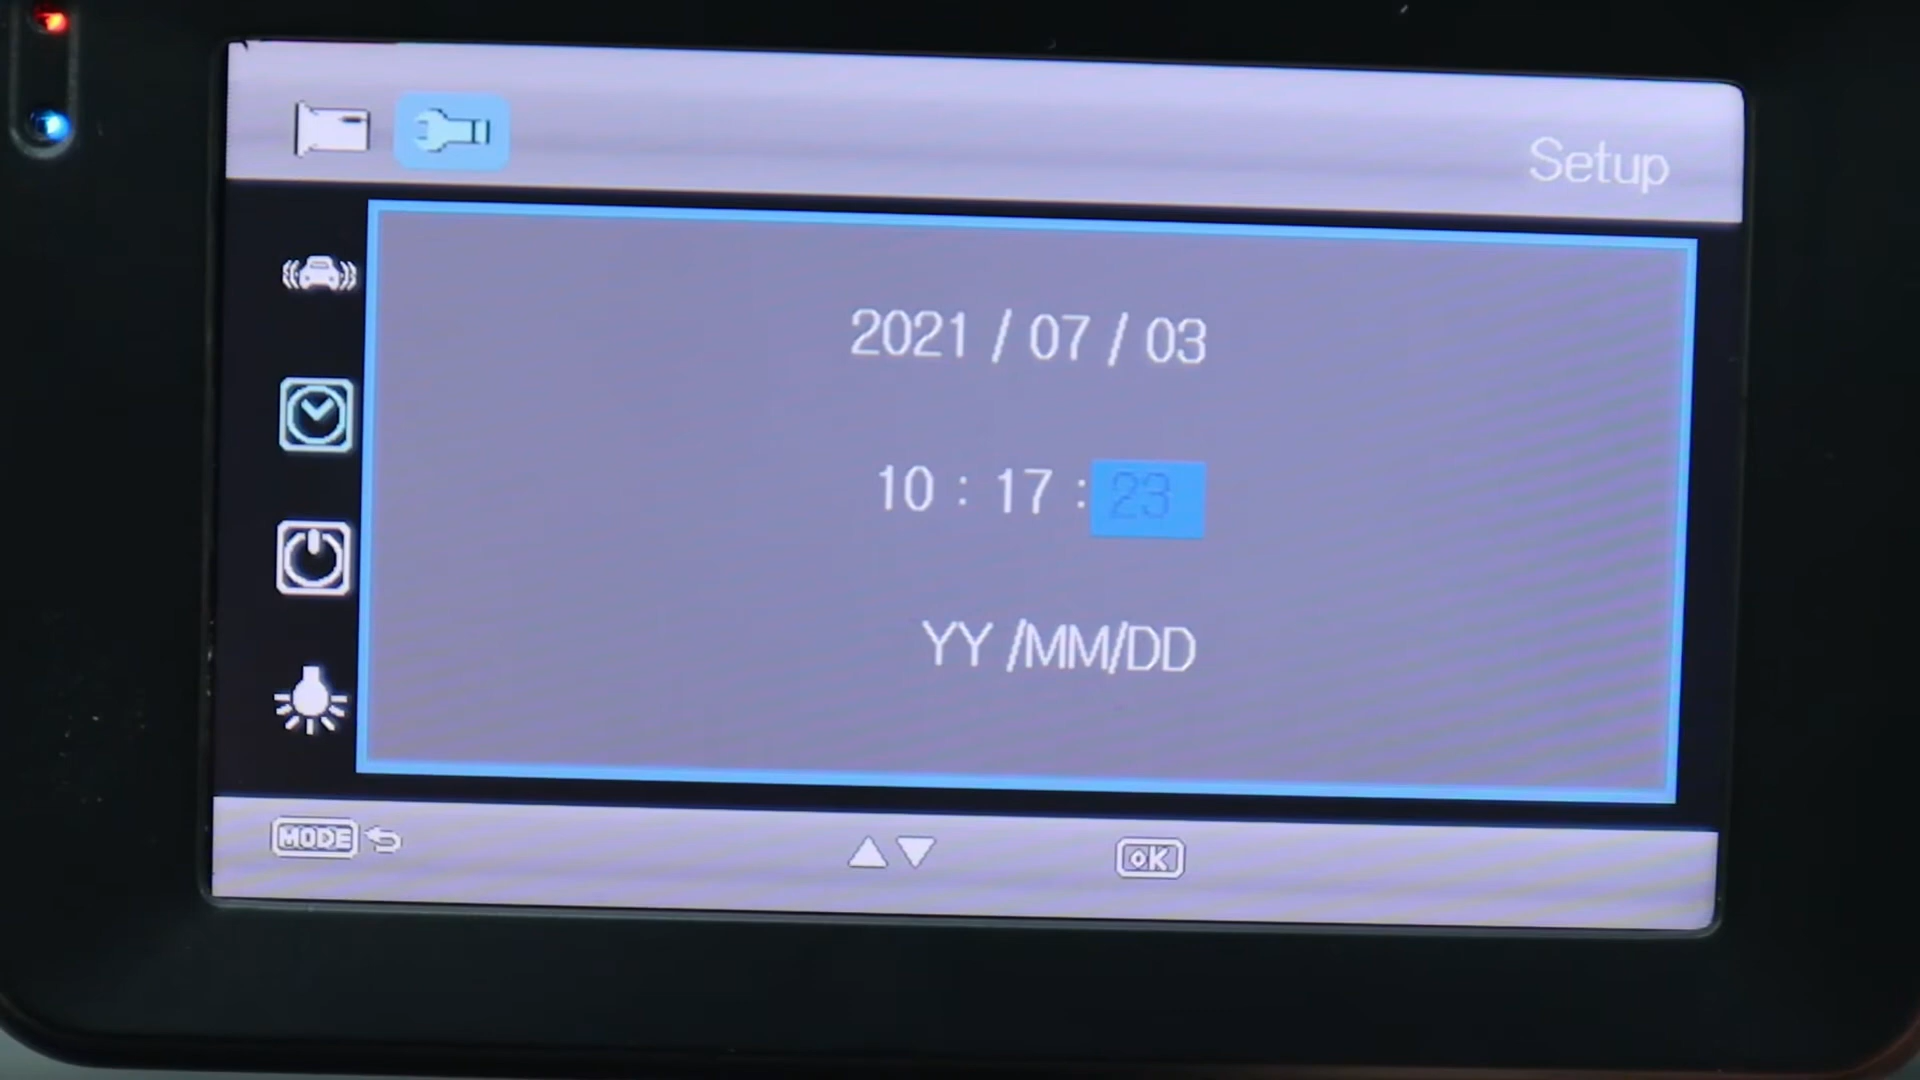 Setup
2021 / 07 / 03
10 : 17 : 23
YY /MM/DD
MODE
OK